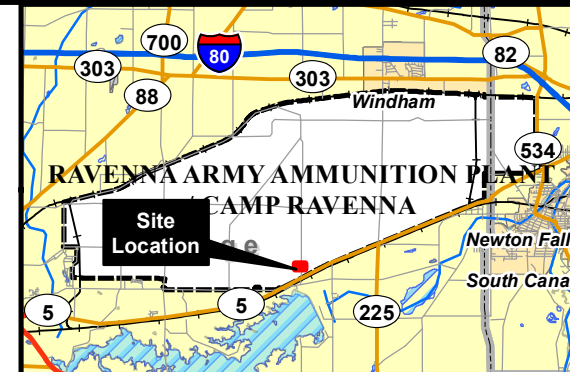 700
80
82
303
303
88
Windham
534
RAVENNA ARMY AMMUNITION PLANT
/ CAMP RAVENNA
Site
Location
g e
Newton Fall
South Cana
5
5
225